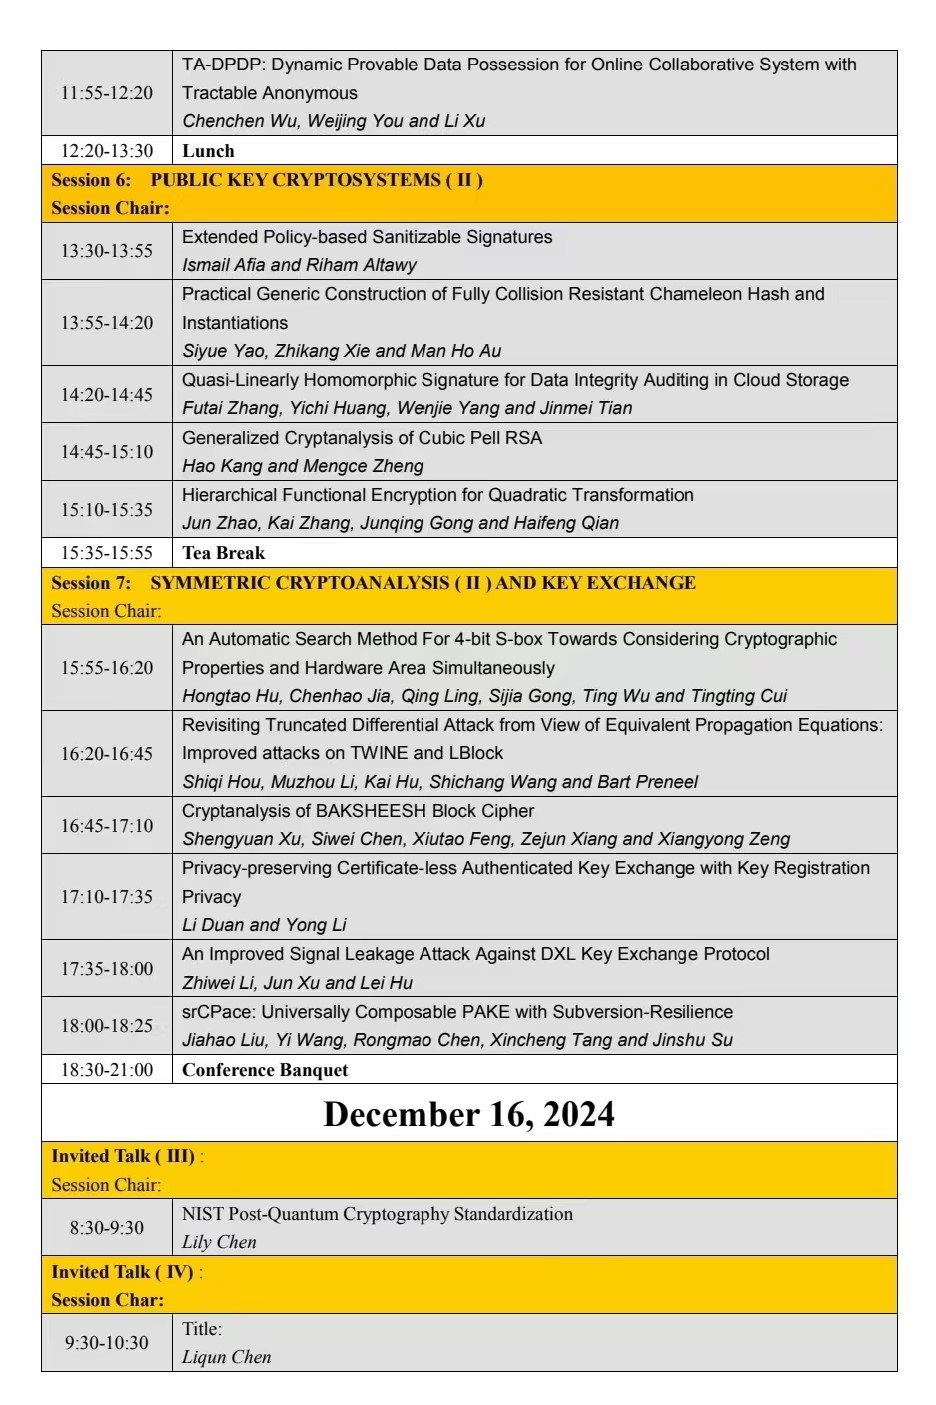 11:55-12:20
TA-DPDP: Dynamic Provable Data Possession for Online Collaborative System with
Tractable Anonymous
Chenchen Wu, Weijing You and Li Xu
12:20-13:30
Lunch
Session 6: PUBLIC KEY CRYPTOSYSTEMS ( II )
Session Chair:
13:30-13:55
Extended Policy-based Sanitizable Signatures
Ismail Afia and Riham Altawy
13:55-14:20
Practical Generic Construction of Fully Collision Resistant Chameleon Hash and
Instantiations
Siyue Yao, Zhikang Xie and Man Ho Au
14:20-14:45
Quasi-Linearly Homomorphic Signature for Data Integrity Auditing in Cloud Storage
Futai Zhang, Yichi Huang, Wenjie Yang and Jinmei Tian
14:45-15:10
Generalized Cryptanalysis of Cubic Pell RSA
Hao Kang and Mengce Zheng
15:10-15:35
Hierarchical Functional Encryption for Quadratic Transformation
Jun Zhao, Kai Zhang, Junqing Gong and Haifeng Qian
15:35-15:55
Tea Break
Session 7: SYMMETRIC CRYPTOANALYSIS ( II ) AND KEY EXCHANGE
Session Chair:
15:55-16:20
An Automatic Search Method For 4-bit S-box Towards Considering Cryptographic
Properties and Hardware Area Simultaneously
Hongtao Hu, Chenhao Jia, Qing Ling, Sijia Gong, Ting Wu and Tingting Cui
16:20-16:45
Revisiting Truncated Differential Attack from View of Equivalent Propagation Equations:
Improved attacks on TWINE and LBlock
Shiqi Hou, Muzhou Li, Kai Hu, Shichang Wang and Bart Preneel
16:45-17:10
Cryptanalysis of BAKSHEESH Block Cipher
Shengyuan Xu, Siwei Chen, Xiutao Feng, Zejun Xiang and Xiangyong Zeng
17:10-17:35
Privacy-preserving Certificate-less Authenticated Key Exchange with Key Registration
Privacy
Li Duan and Yong Li
17:35-18:00
An Improved Signal Leakage Attack Against DXL Key Exchange Protocol
Zhiwei Li, Jun Xu and Lei Hu
18:00-18:25
srCPace: Universally Composable PAKE with Subversion-Resilience
Jiahao Liu, Yi Wang, Rongmao Chen, Xincheng Tang and Jinshu Su
18:30-21:00
Conference Banquet
December 16, 2024
Invited Talk ( III) :
Session Chair:
8:30-9:30
NIST Post-Quantum Cryptography Standardization
Lily Chen
Invited Talk ( IV) :
Session Char:
9:30-10:30
Title:
Liqun Chen